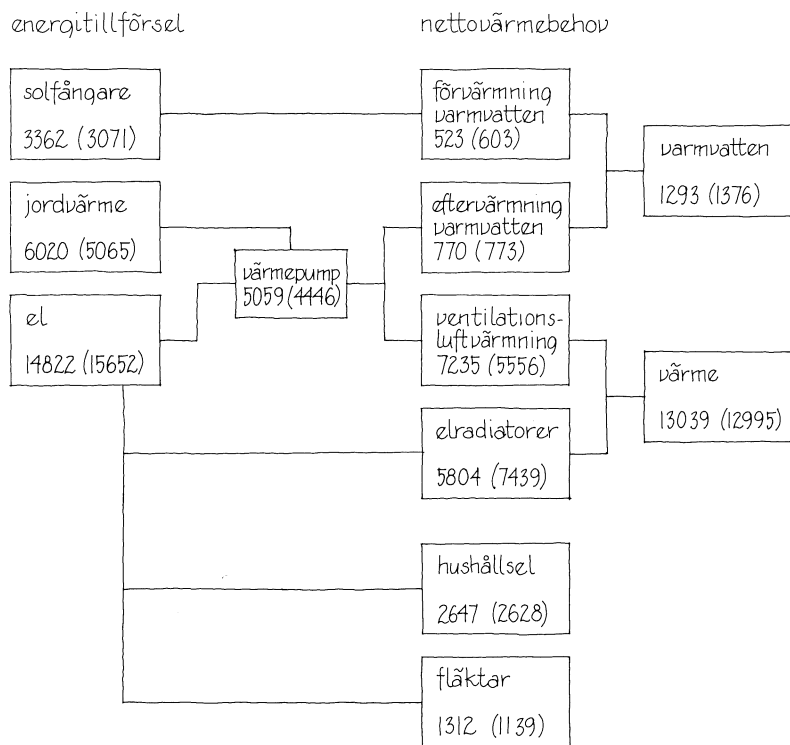 energitillförsel
nettovärmebehov
solfångare
3362 (3071)
förvärmning
varmvatten
523 (603)
varmvatten
1293 (1376)
jordvärme
6020 (5065)
eftervärmning
varmvatten
770 (773)
värmepump
5059 (4446)
el
14822 (15652)
ventilations-
luftvärmning
7235 (5556)
värme
13039 (12995)
elradiatorer
5804 (7439)
hushållsel
2647 (2628)
fläktar
1312 (1139)